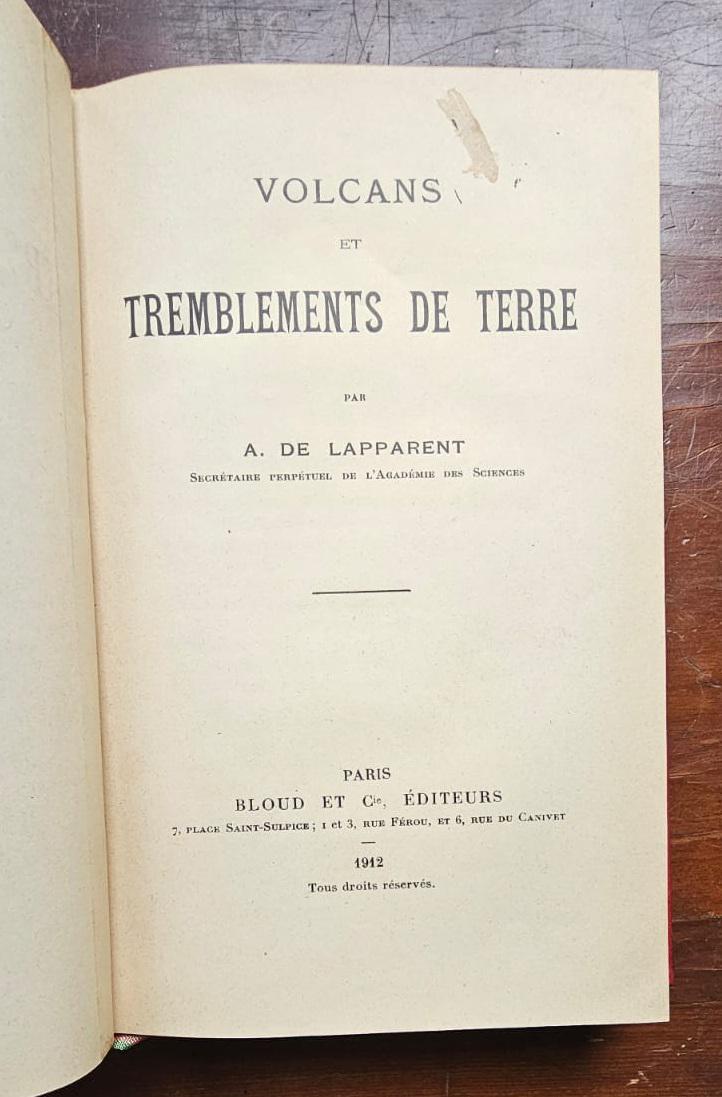 VOLCANS
ET
TREMBLEMENTS DE TERRE
PAR
A. DE LAPPARENT
SECRÉTAIRE PERPÉTUEL DE L'ACADÉMIE DES SCIENCES
PARIS
BLOUD ET Cie, ÉDITEURS
7, PLACE SAINT-SULPICE ; 1 et 3, RUE FÉROU, ET 6, RUE DU CANIVET
1912
Tous droits réservés.